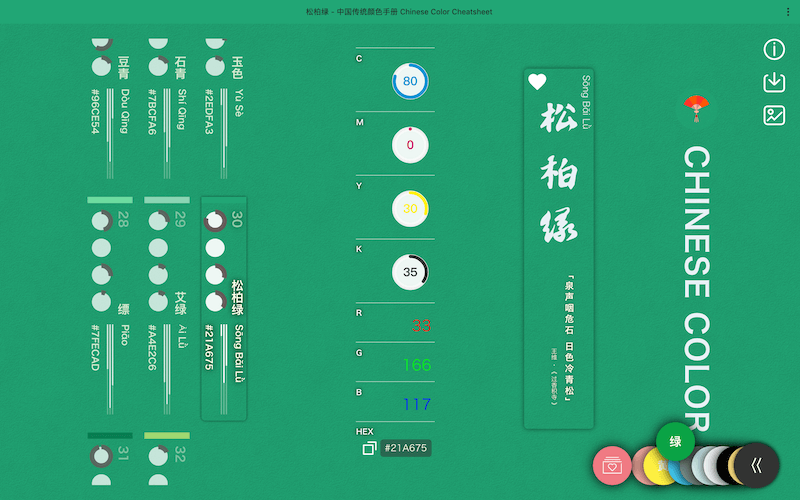 松柏绿 - 中国传统颜色手册 Chinese Color Cheatsheet
豆青
Dòu Qīng
#96CE54
石青
Shí Qīng
#7BCFA6
玉色
Yù Sè
#2EDFA3
28
缥
Piǎo
#7FECAD
29
艾绿
Ài Lǜ
#A4E2C6
30
松柏绿
Sōng Bǎi Lǜ
#21A675
31
32
C
80
M
0
Y
30
K
35
R
33
G
166
B
117
HEX
#21A675
Sōng Bǎi Lǜ
松柏绿
「泉声咽危石 日色冷青松」
王维 · 《过香积寺》
CHINESE COLOR
绿